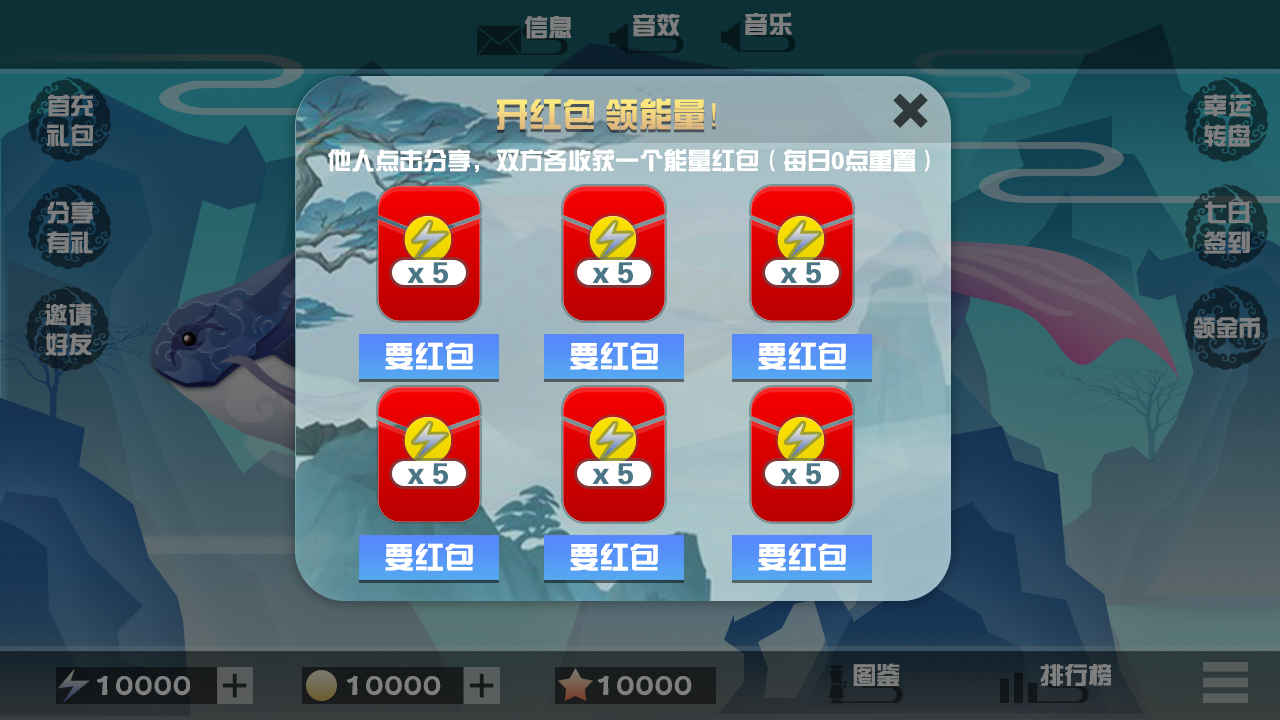 信息
音效
音乐
首充
礼包
分享
有礼
邀请
好友
幸运
转盘
七日
签到
领金币
开红包 领能量!
他人点击分享，双方各收获一个能量红包（每日0点重置）
x 5
x 5
x 5
要红包
要红包
要红包
x 5
x 5
x 5
要红包
要红包
要红包
10000
10000
10000
图鉴
排行榜